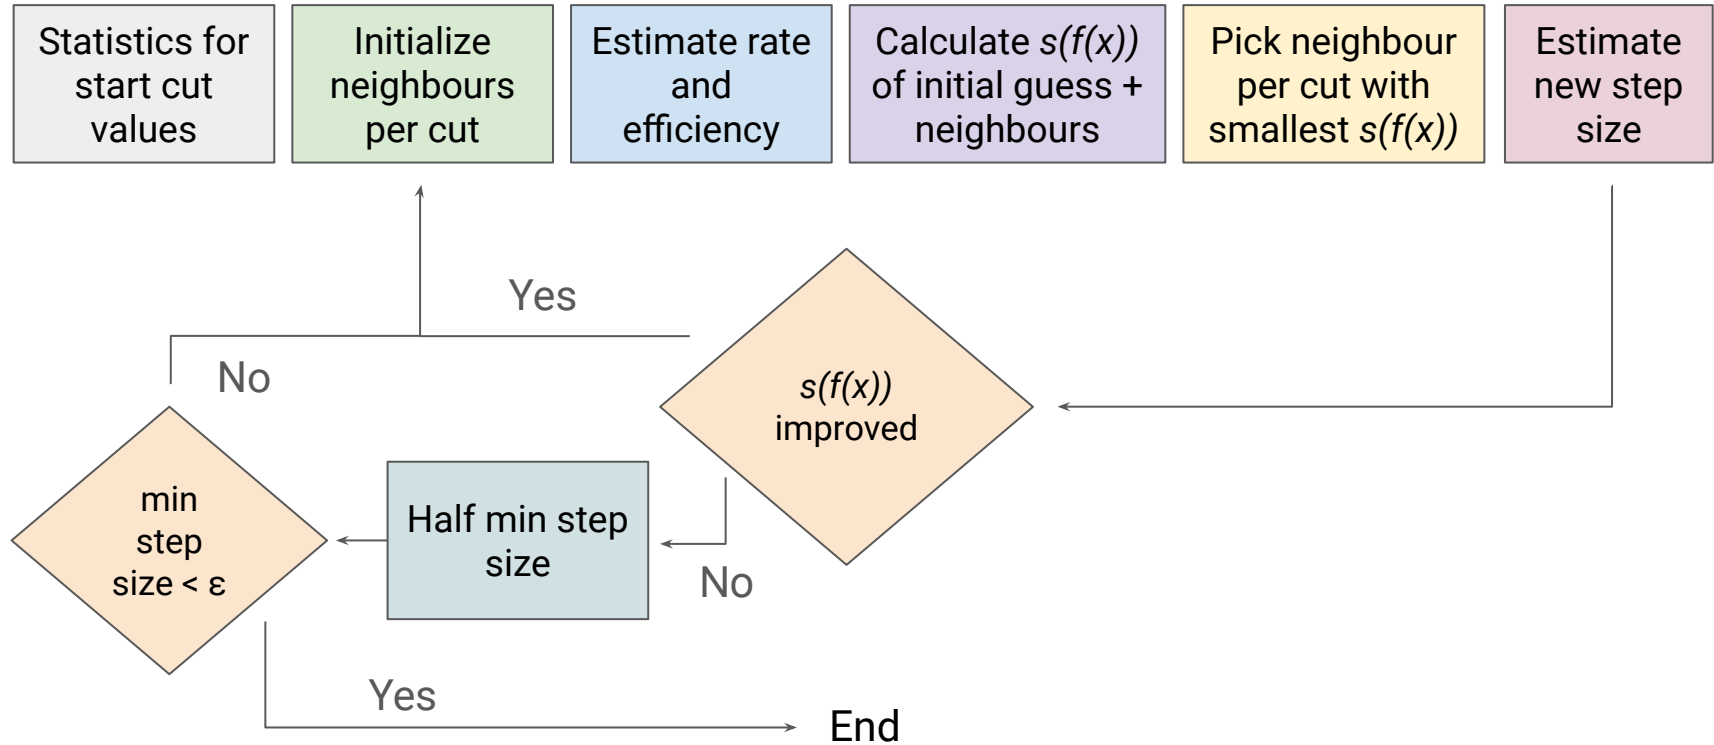 Statistics for
start cut
values
Initialize
neighbours
per cut
Estimate rate
and
efficiency
Calculate s(f(x))
of initial guess +
neighbours
Pick neighbour
per cut with
smallest s(f(x))
Estimate
new step
size
Yes
No
s(f(x))
improved
min
step
size < ε
Half min step
size
No
Yes
End